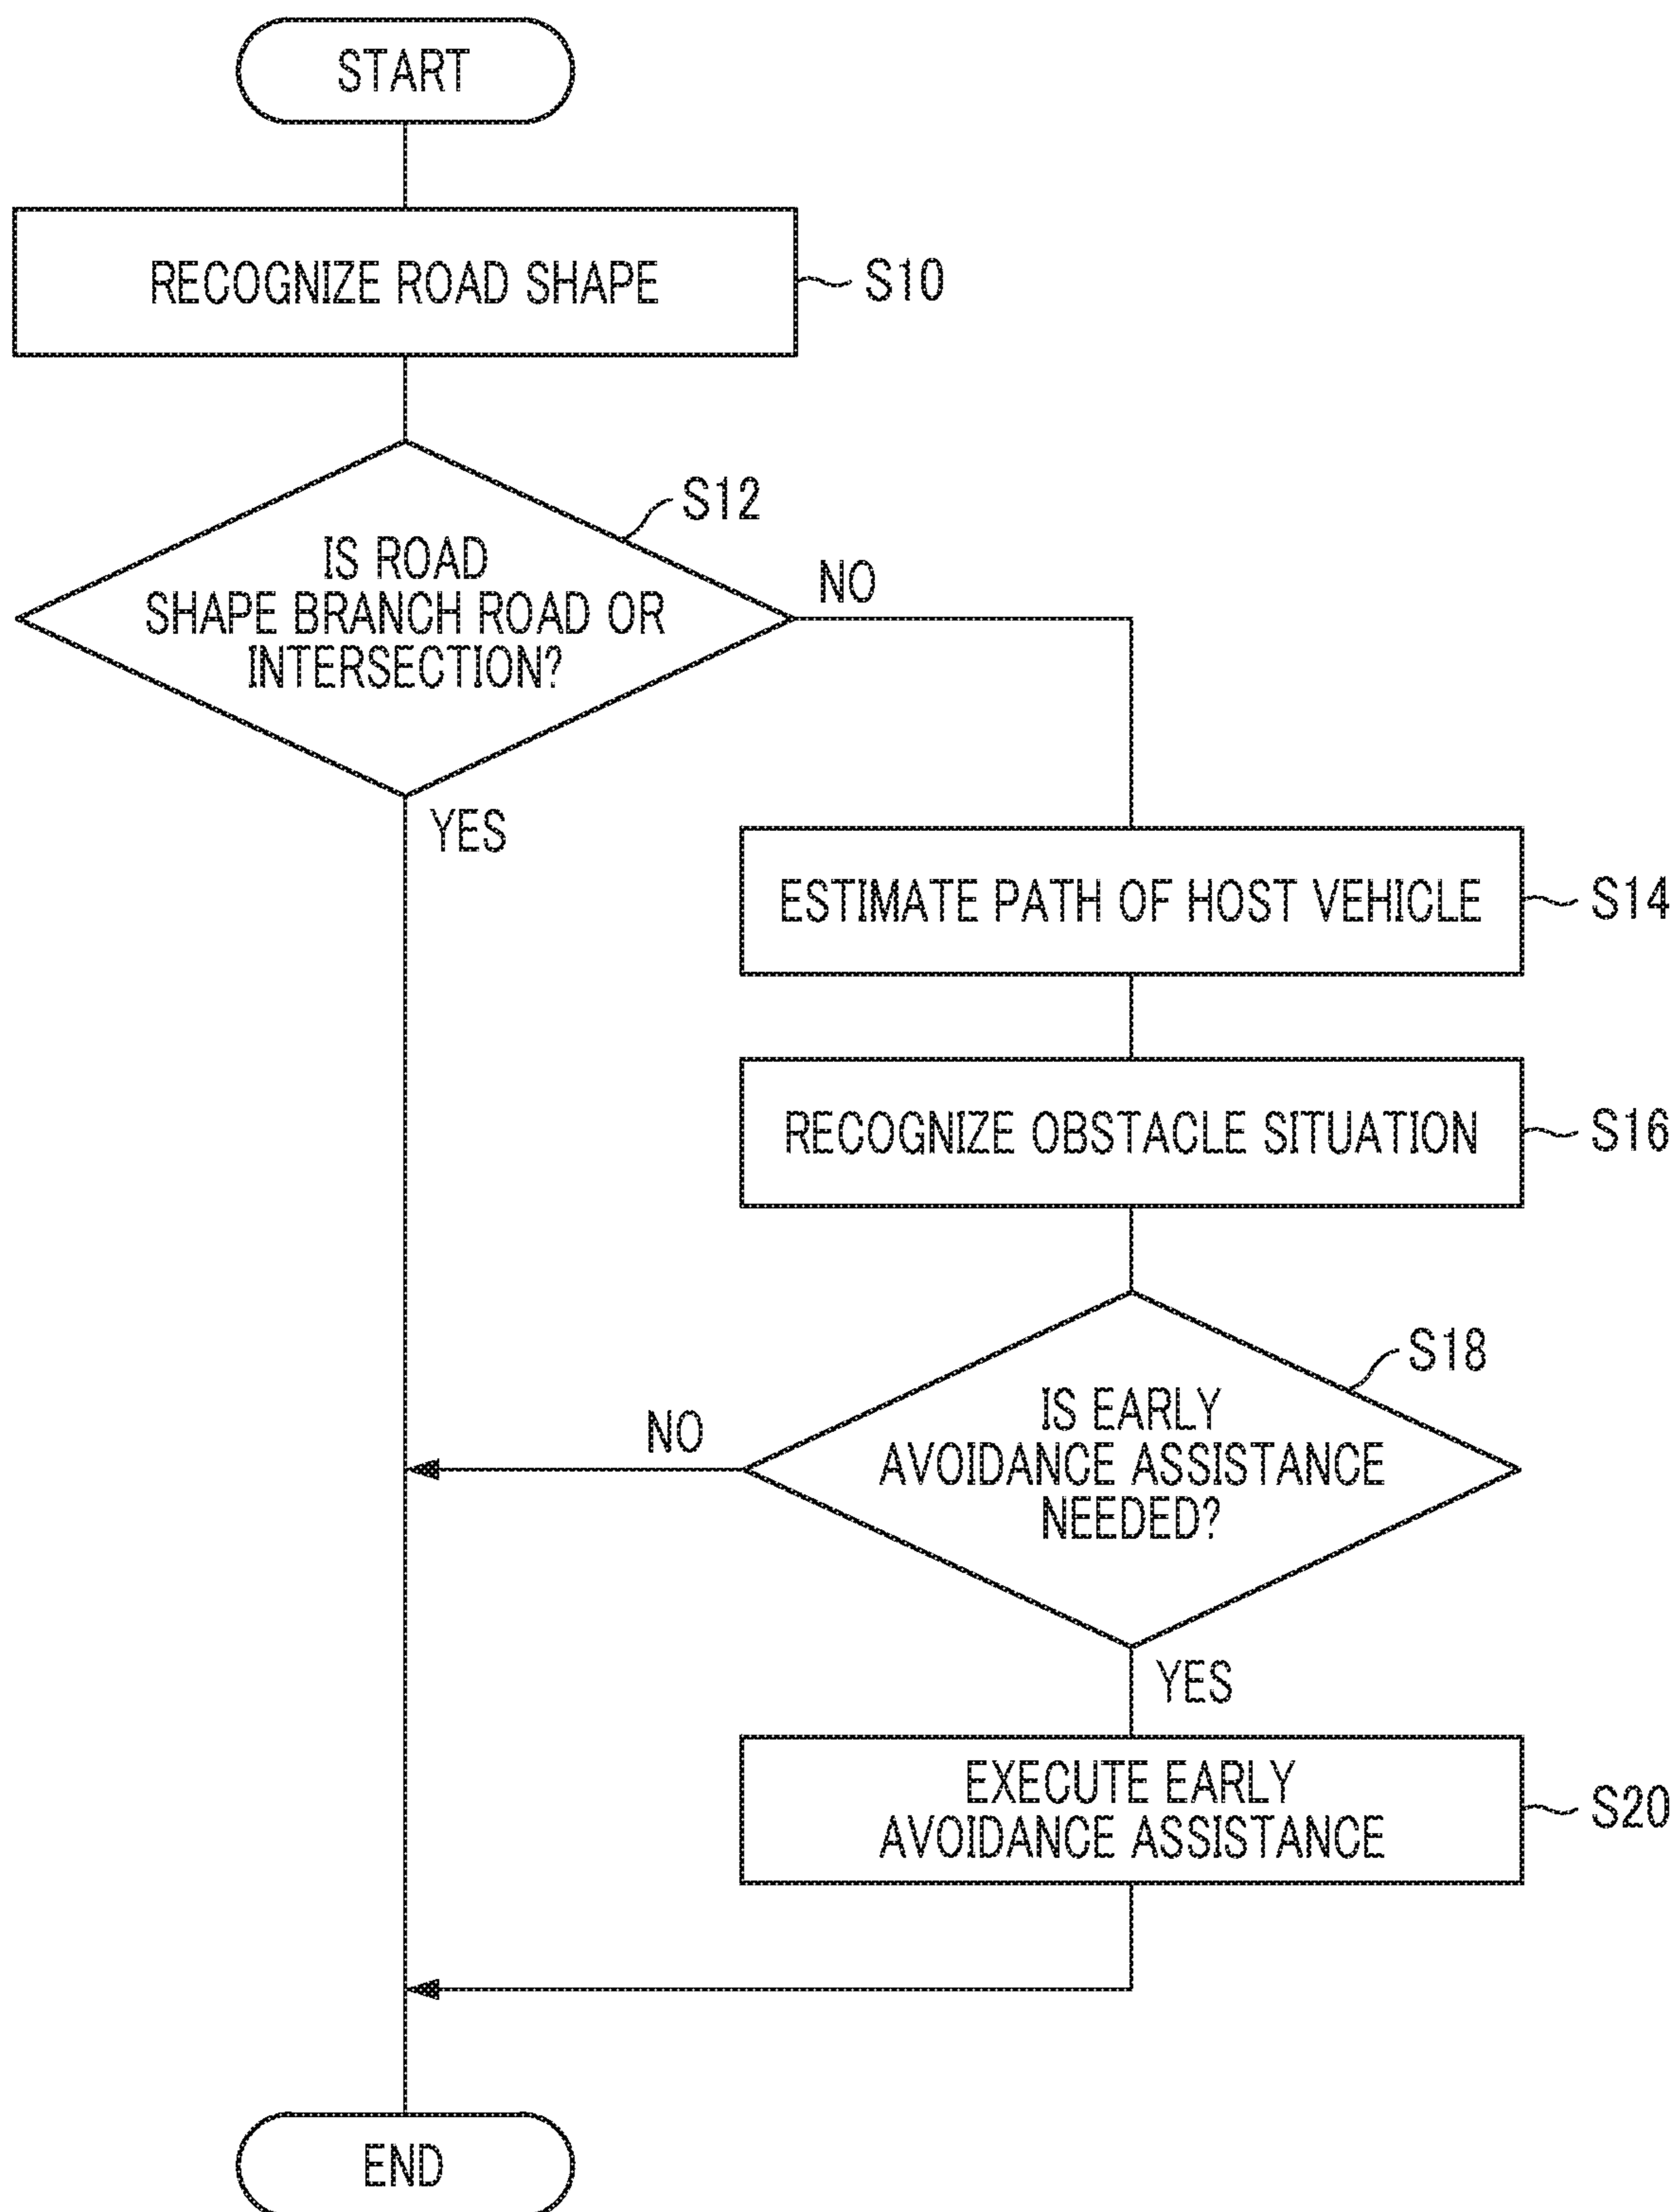 START
RECOGNIZE ROAD SHAPE
S10
S12
IS ROAD
SHAPE BRANCH ROAD OR
INTERSECTION?
NO
YES
ESTIMATE PATH OF HOST VEHICLE
S14
RECOGNIZE OBSTACLE SITUATION
S16
S18
IS EARLY
AVOIDANCE ASSISTANCE
NEEDED?
NO
YES
EXECUTE EARLY
AVOIDANCE ASSISTANCE
S20
END